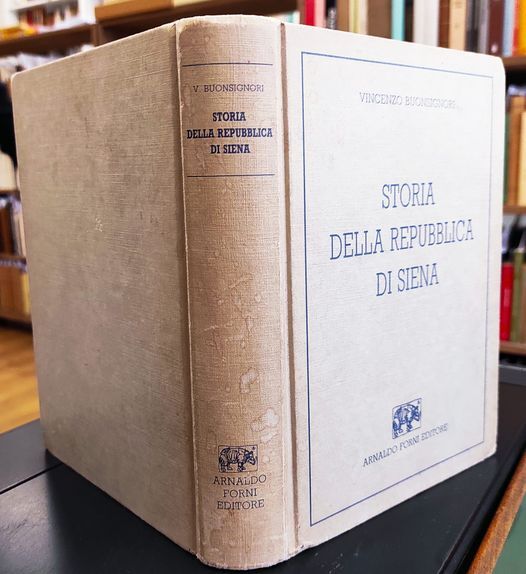 V. BUONSIGNORI
STORIA
DELLA REPUBBLICA
DI SIENA
ARNALDO
FORNI
EDITORE
VINCENZO BUONSIGNORI
STORIA
DELLA REPUBBLICA
DI SIENA
ARNALDO FORNI EDITORE